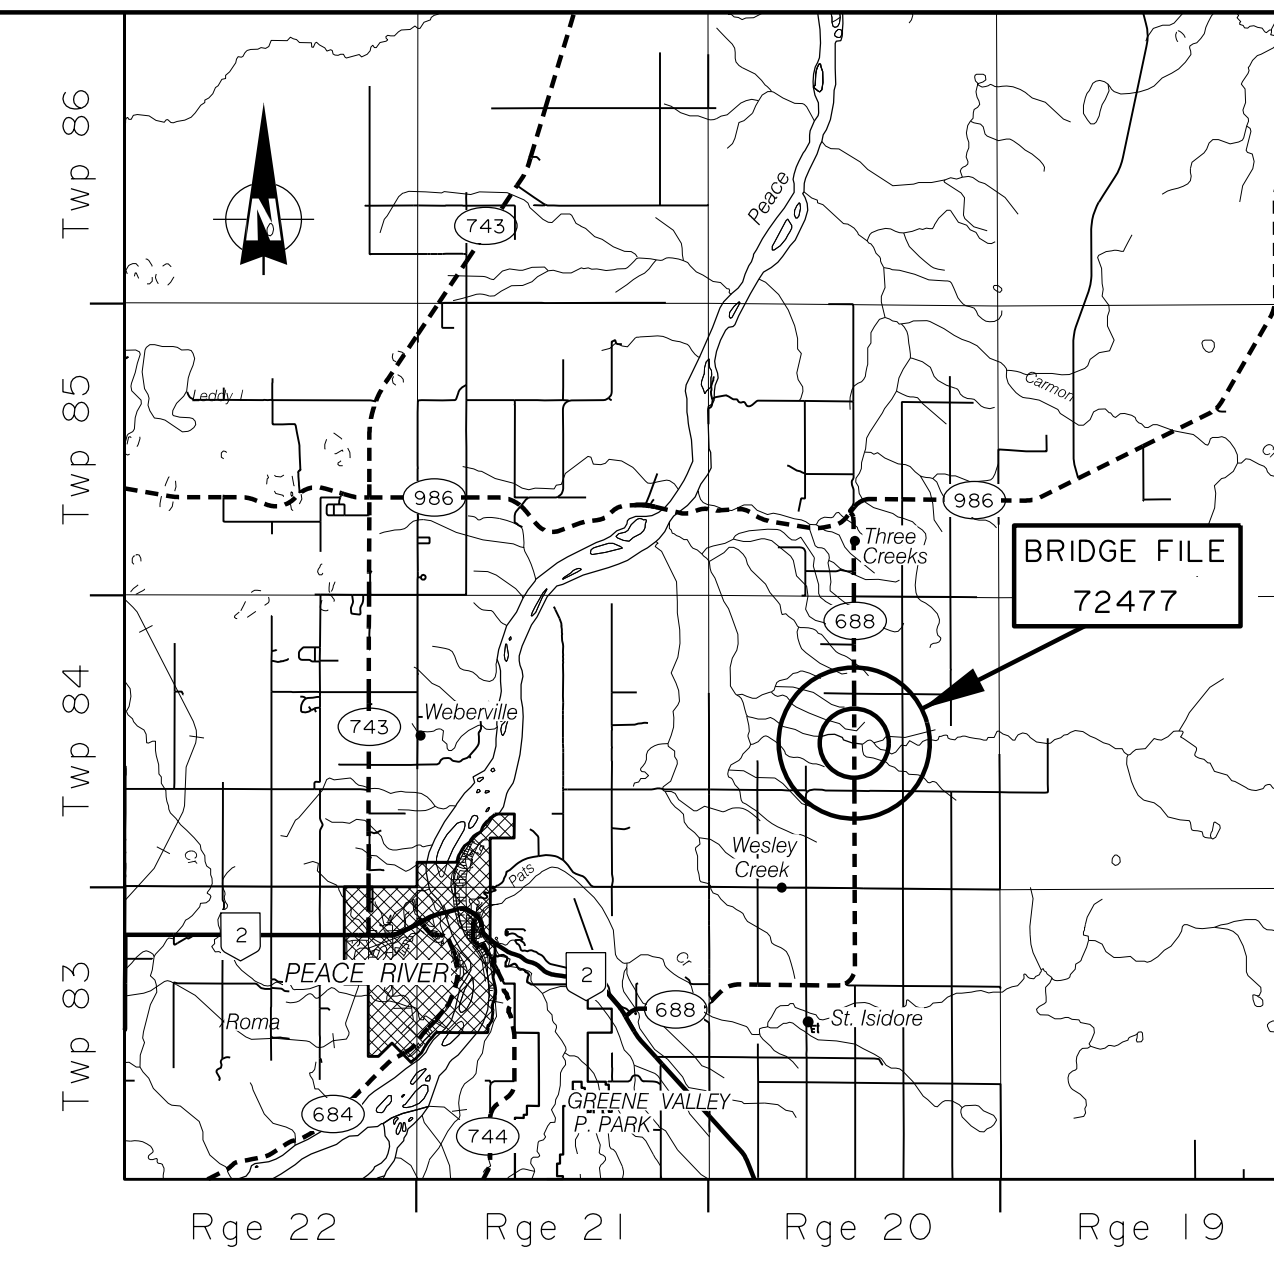 Twp 86
N
Peace
743
Twp 85
Leddy L
Carmon
986
986
Three
Creeks
BRIDGE FILE
72477
688
Twp 84
Weberville
743
Wesley
Creek
Pats
2
PEACE RIVER
2
Twp 83
Roma
688
St. Isidore
GREENE VALLEY
P. PARK
684
744
Rge 22
Rge 21
Rge 20
Rge 19